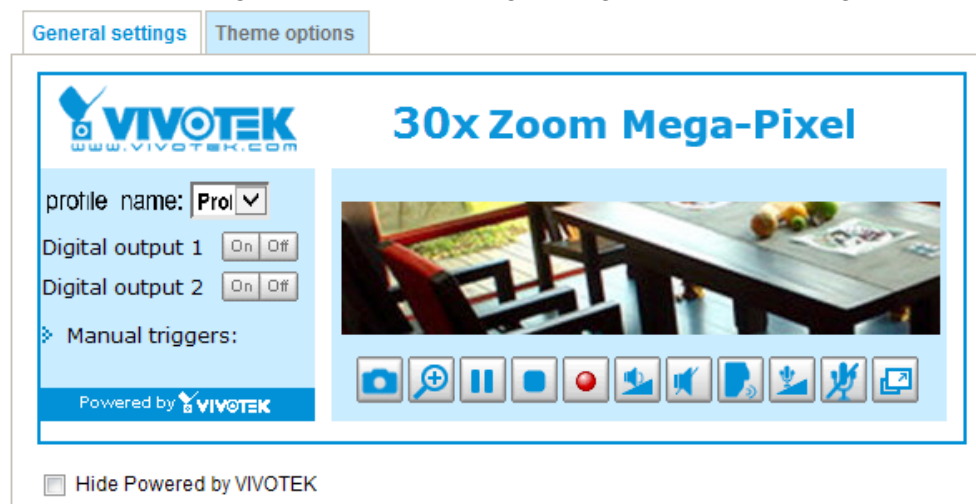 General settings Theme options
VIVOTEK
www.vivotek.com
30x Zoom Mega-Pixel
profile name: Prol
Digital output 1 On Off
Digital output 2 On Off
Manual triggers:
Powered by VIVOTEK
Hide Powered by VIVOTEK